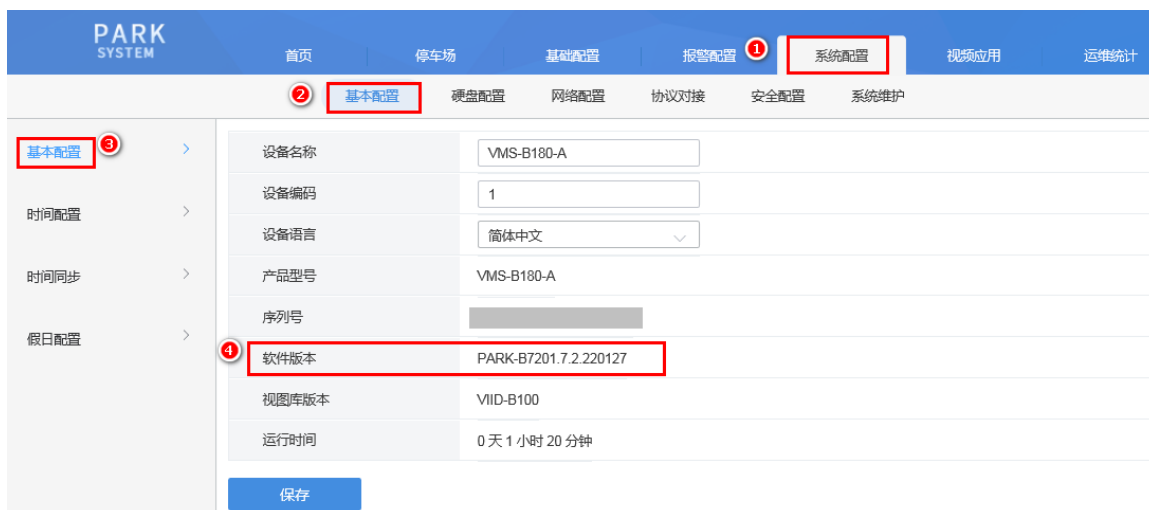 PARK
SYSTEM
首页 停车场 基础配置 报警配置 1 系统配置 视频应用 运维统计
2 基本配置 硬盘配置 网络配置 协议对接 安全配置 系统维护
基本配置 3
时间配置
时间同步
假日配置
设备名称 VMS-B180-A
设备编码 1
设备语言 简体中文
产品型号 VMS-B180-A
序列号
4 软件版本 PARK-B7201.7.2.220127
视图库版本 VIID-B100
运行时间 0 天 1 小时 20 分钟
保存